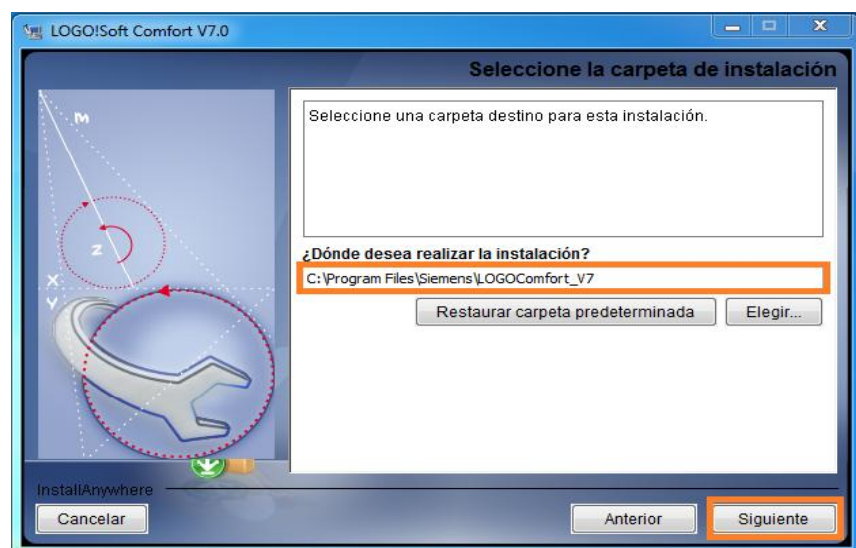 LOGO!Soft Comfort V7.0
Seleccione la carpeta de instalación
M
Z
X
Y
Seleccione una carpeta destino para esta instalación.
¿Dónde desea realizar la instalación?
C:\Program Files\Siemens\LOGOComfort_V7
Restaurar carpeta predeterminada
Elegir...
InstallAnywhere
Cancelar
Anterior
Siguiente